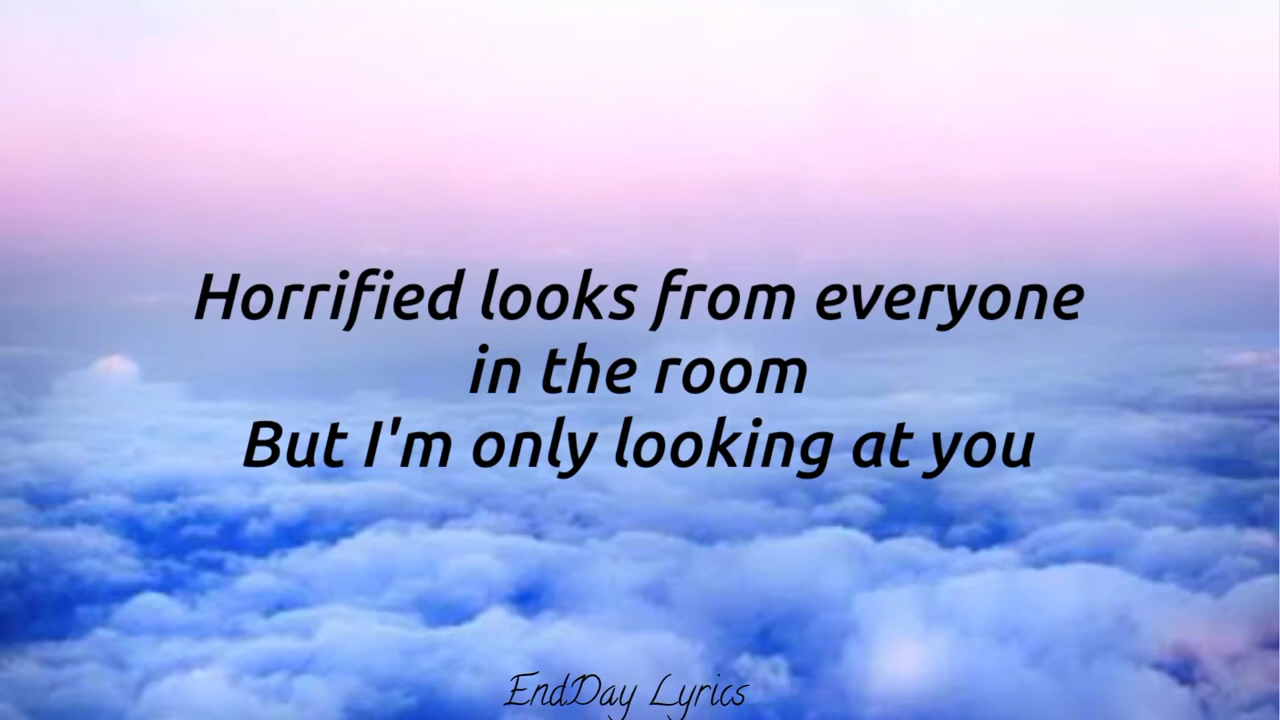 Horrified looks from everyone
in the room
But I'm only looking at you
EndDay Lyrics